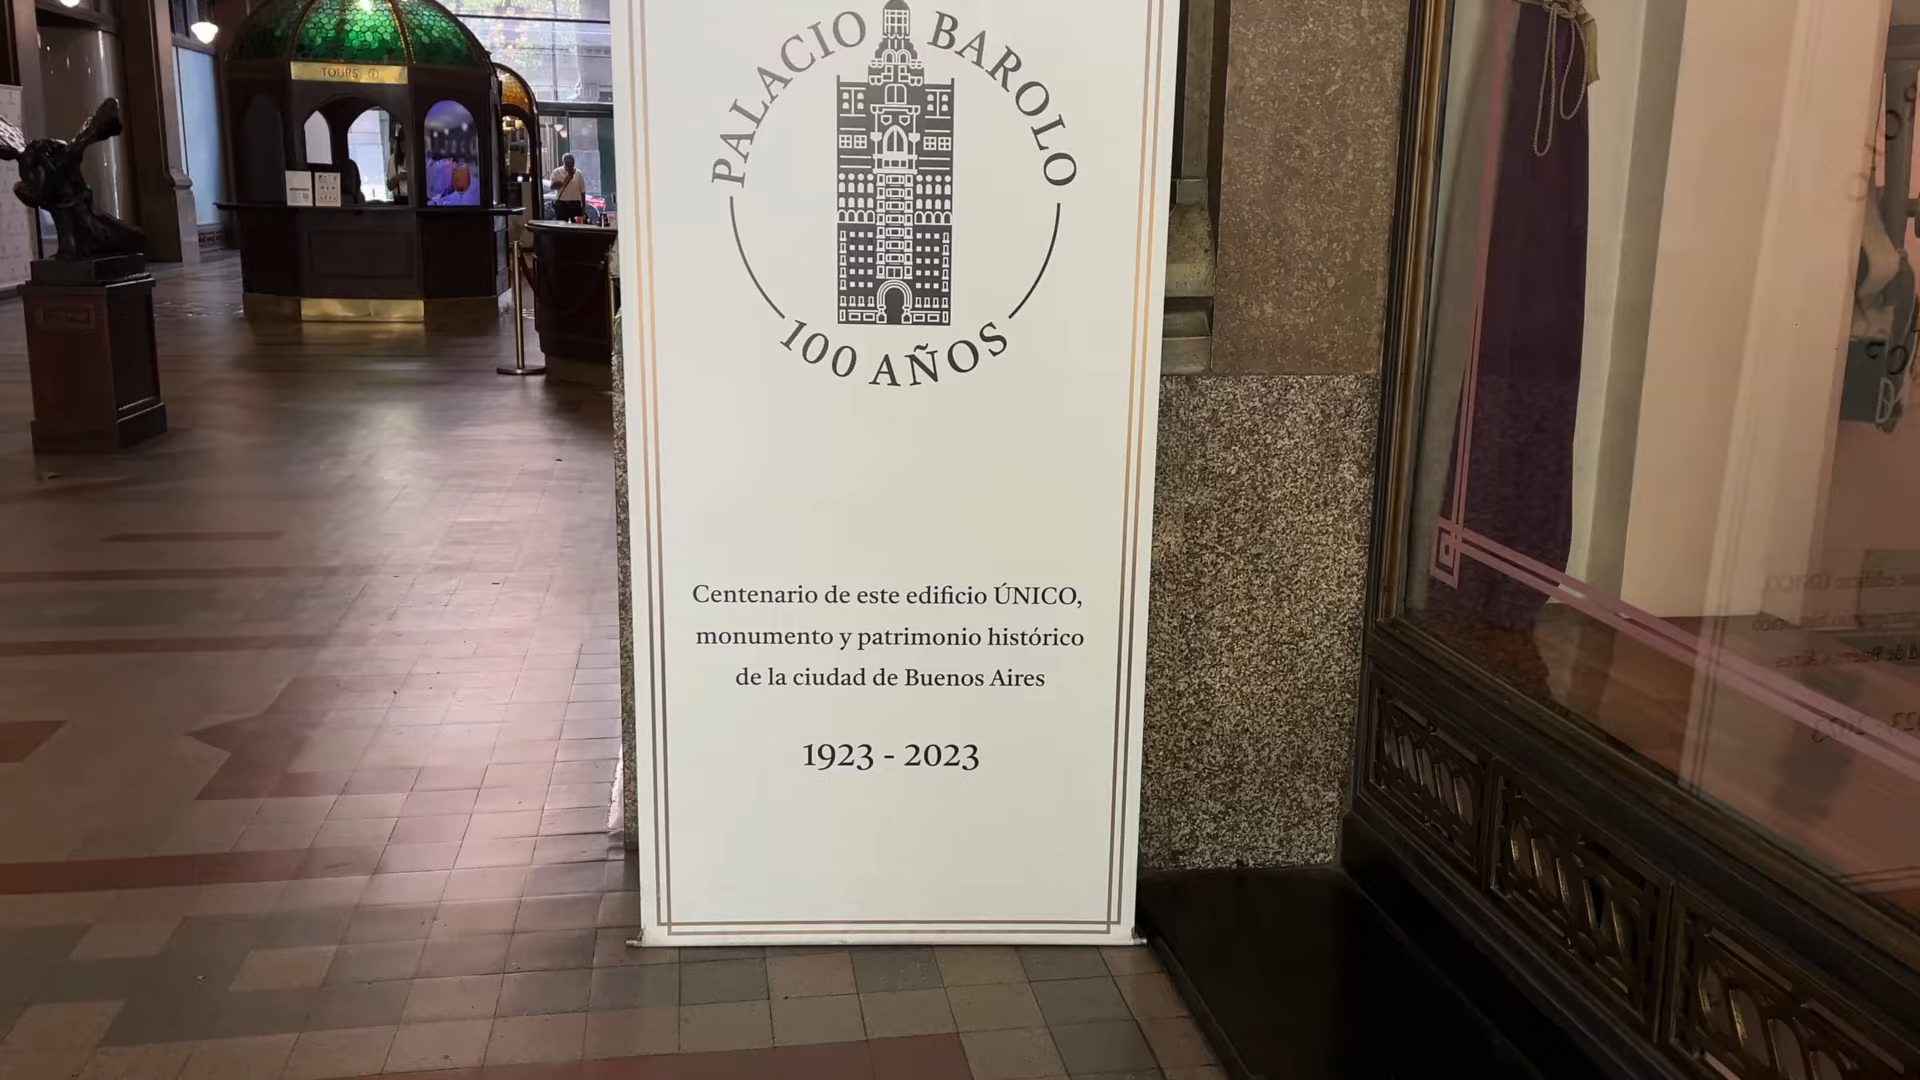 TOURS
PALACIO BAROLO
100 AÑOS
Centenario de este edificio ÚNICO,
monumento y patrimonio histórico
de la ciudad de Buenos Aires
1923 - 2023